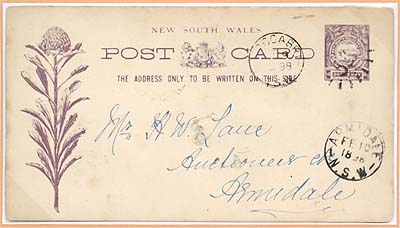 NEW SOUTH WALES
POST CARD
THE ADDRESS ONLY TO BE WRITTEN ON THIS SIDE
Mr H. W. Lane
Auctioneer
Armidale
ARMIDALE
FE 10
N.S.W